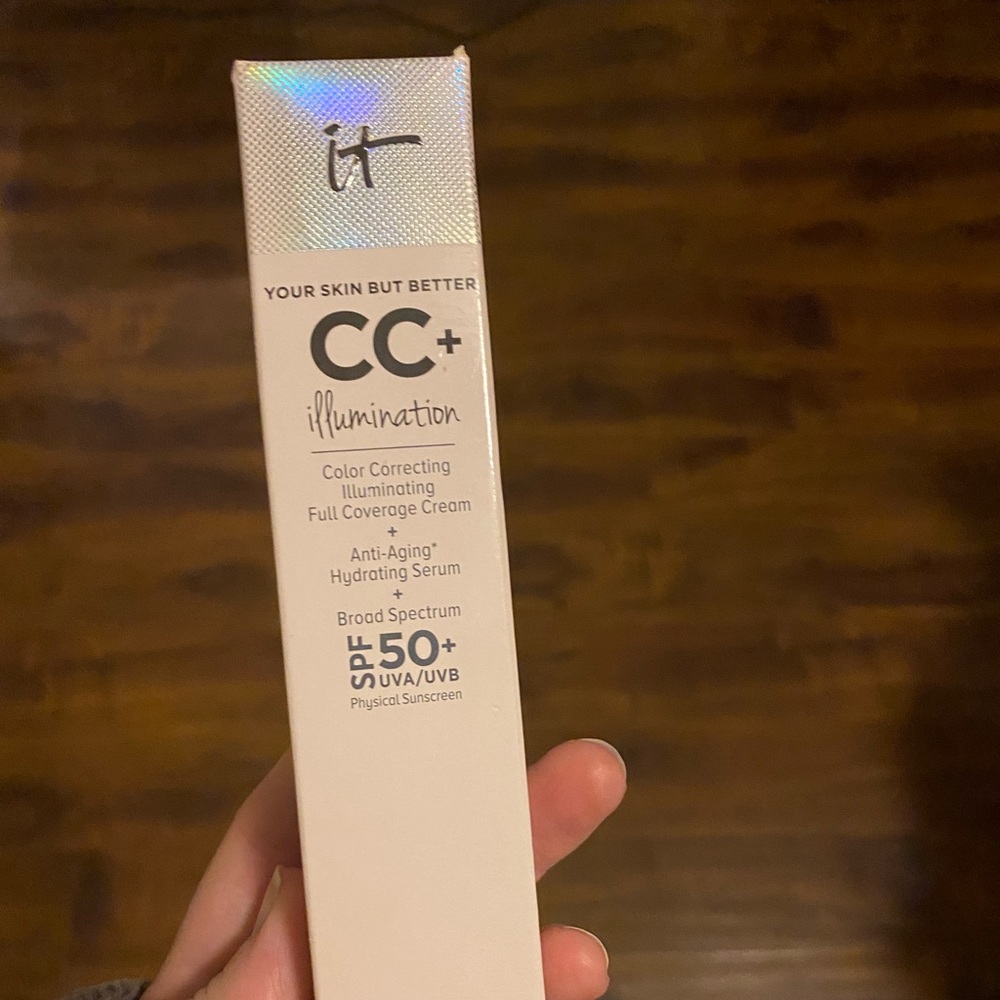 it
YOUR SKIN BUT BETTER
CC+
illumination
Color Correcting
Illuminating
Full Coverage Cream
+
Anti-Aging*
Hydrating Serum
+
Broad Spectrum
SPF 50+
UVA/UVB
Physical Sunscreen